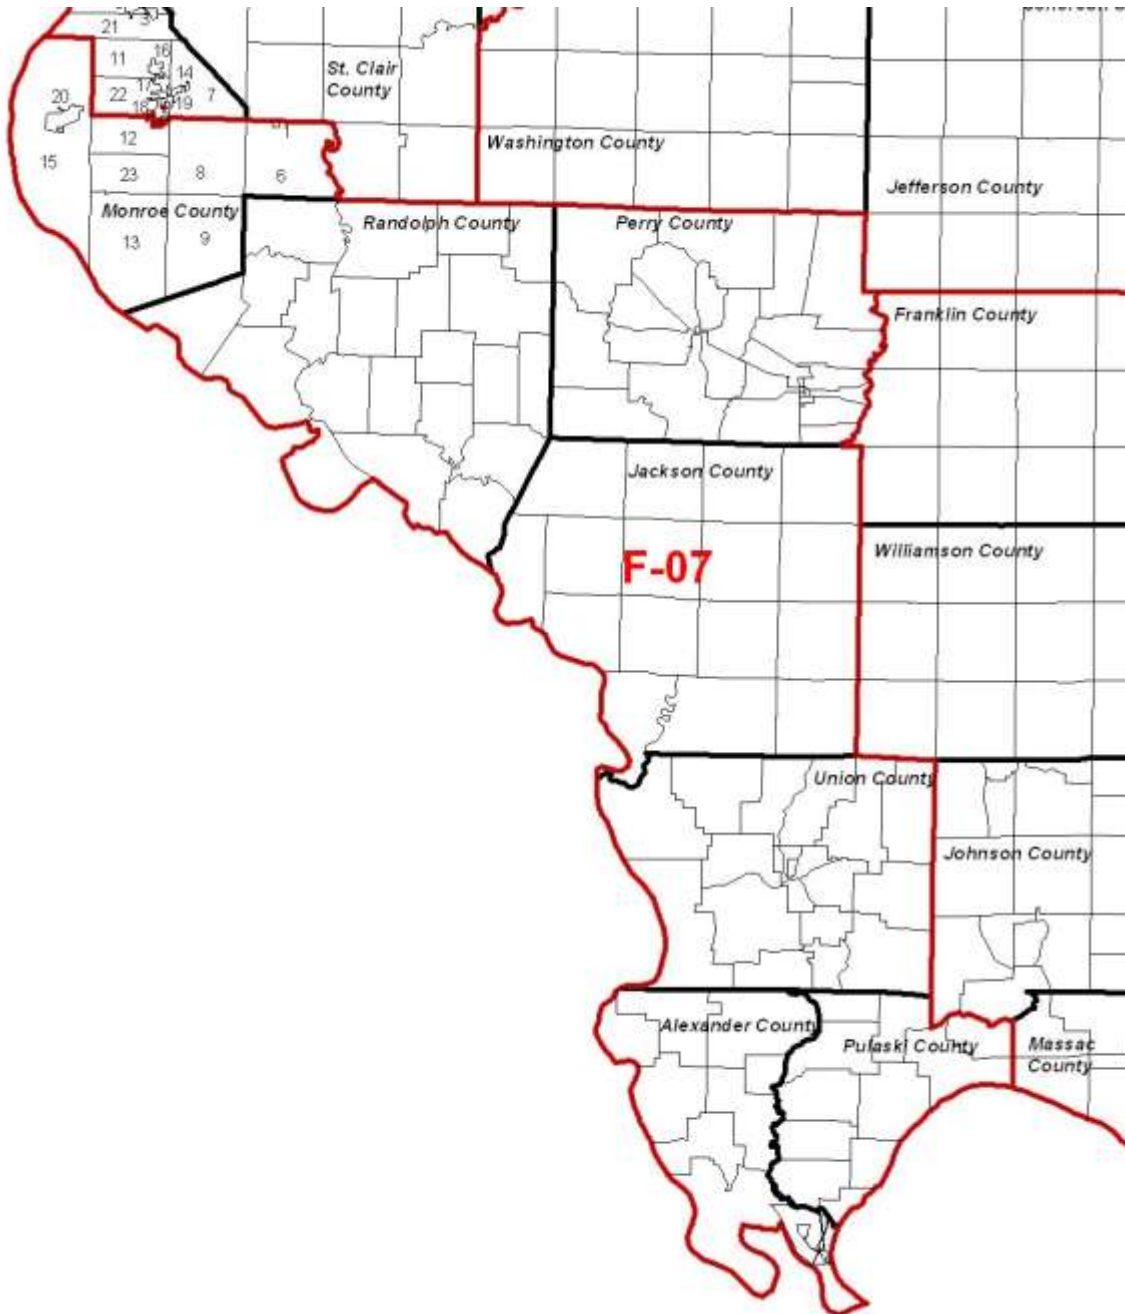 21
3
11
16
St. Clair
County
14
20
22
17
7
18
19
12
Washington County
15
23
8
6
Jefferson County
Monroe County
Randolph County
Perry County
13
9
Franklin County
Jackson County
F-07
Williamson County
Union County
Johnson County
Alexander County
Pulaski County
Massac
County